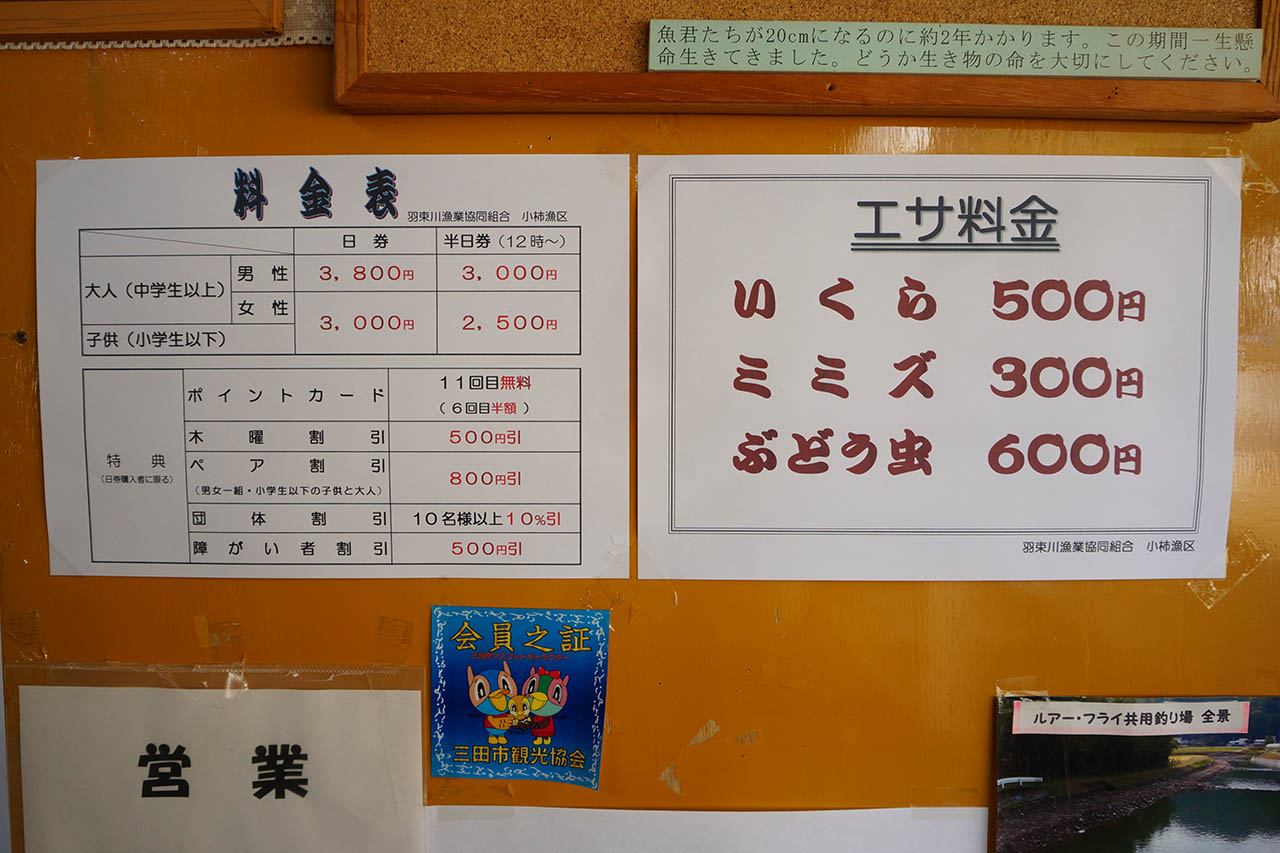 魚君たちが20cmになるのに約2年かかります。この期間一生懸
命生きてきました。どうか生き物の命を大切にしてください。
料金表
羽束川漁業協同組合 小柿漁区
日券 半日券(12時~)
大人(中学生以上) 男性 3,800円 3,000円
女性 3,000円 2,500円
子供(小学生以下)
特典
(日券購入者に限る)
ポイントカード 11回目無料
(6回目半額)
木曜割引 500円引
ペア割引 800円引
(男女一組・小学生以下の子供と大人)
団体割引 10名様以上10%引
障がい者割引 500円引
エサ料金
いくら 500円
ミミズ 300円
ぶどう虫 600円
羽束川漁業協同組合 小柿漁区
会員之証
三田市マスコットキャラクター
三田市観光協会
営業
ルアー・フライ共用釣り場 全景